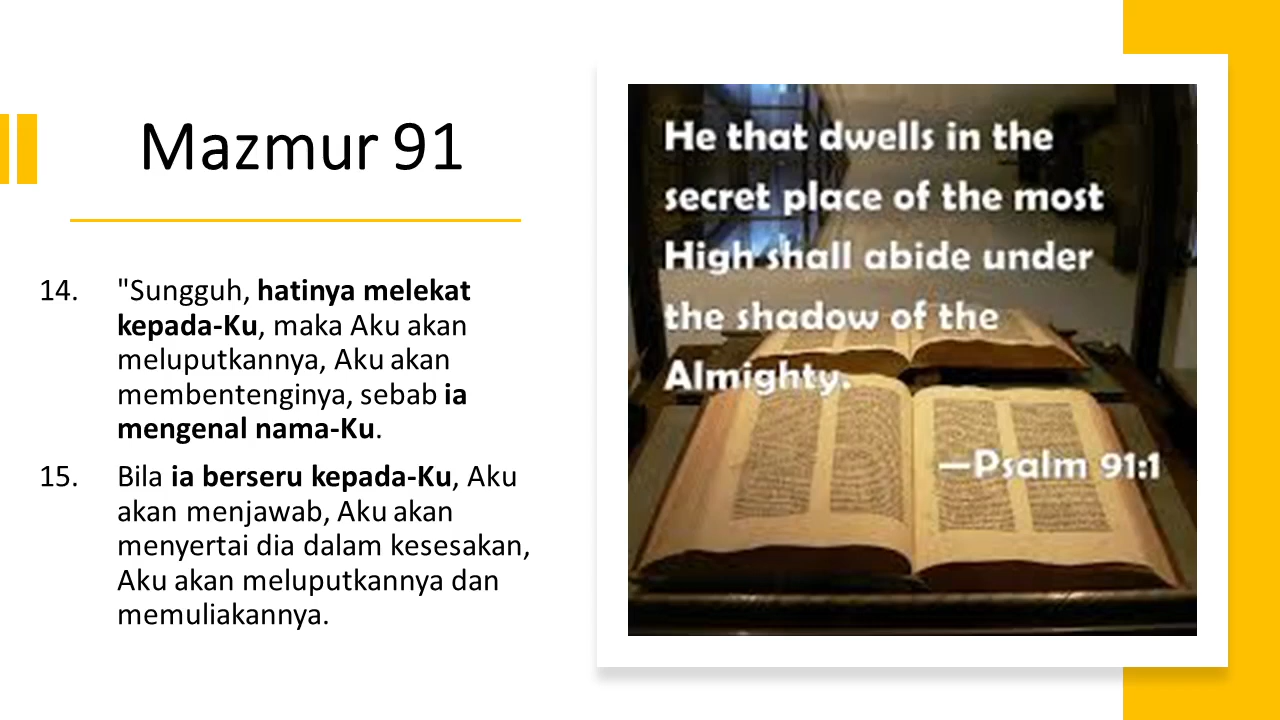 Mazmur 91
14. "Sungguh, hatinya melekat
kepada-Ku, maka Aku akan
meluputkannya, Aku akan
membentenginya, sebab ia
mengenal nama-Ku.
15. Bila ia berseru kepada-Ku, Aku
akan menjawab, Aku akan
menyertai dia dalam kesesakan,
Aku akan meluputkannya dan
memuliakannya.
He that dwells in the
secret place of the most
High shall abide under
the shadow of the
Almighty.
—Psalm 91:1